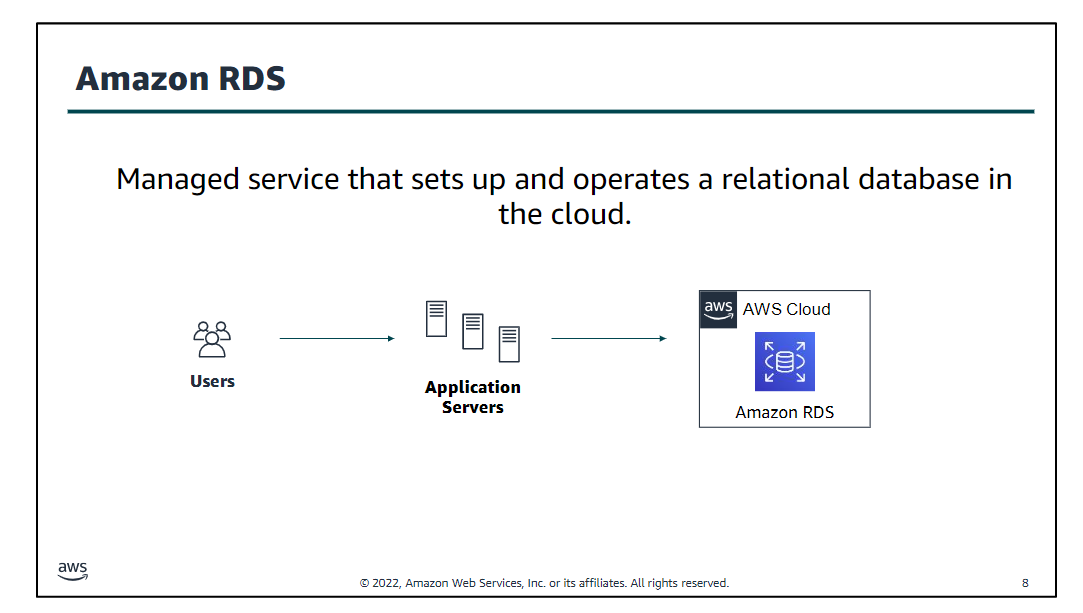 Amazon RDS
Managed service that sets up and operates a relational database in
the cloud.
aws
AWS Cloud
Users
Application
Servers
Amazon RDS
aws
© 2022, Amazon Web Services, Inc. or its affiliates. All rights reserved.
8